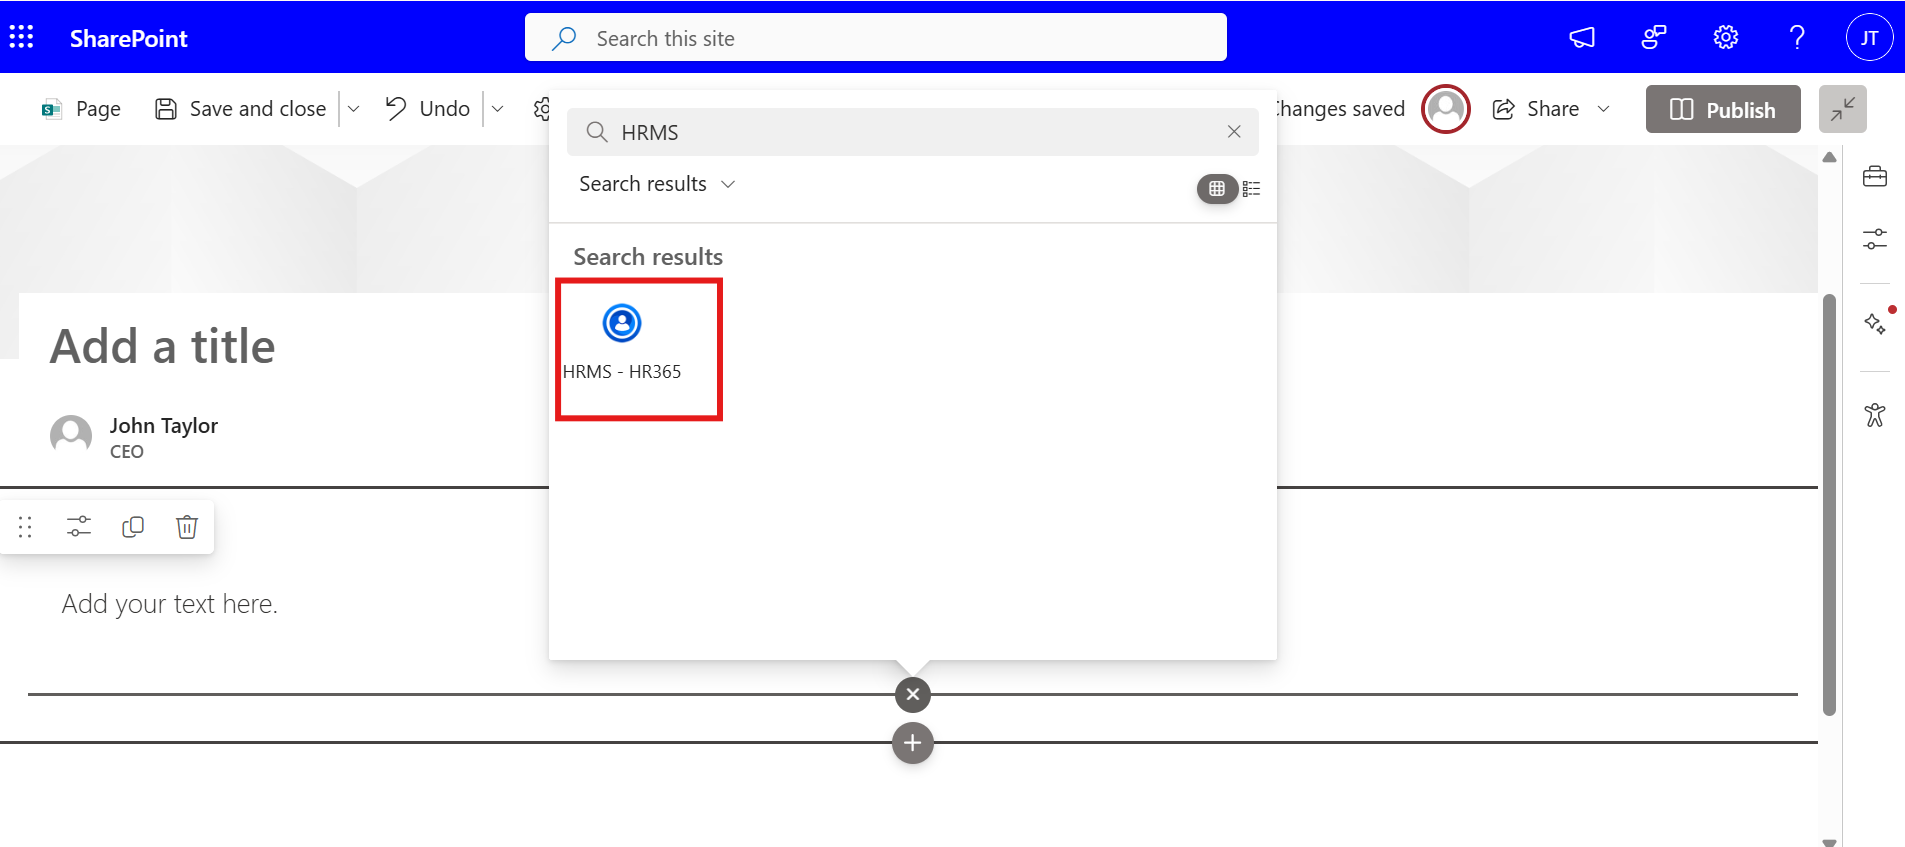 SharePoint
Search this site
JT
Page
Save and close
Undo
HRMS
Changes saved
Share
Publish
Search results
Search results
HRMS - HR365
Add a title
John Taylor
CEO
Add your text here.